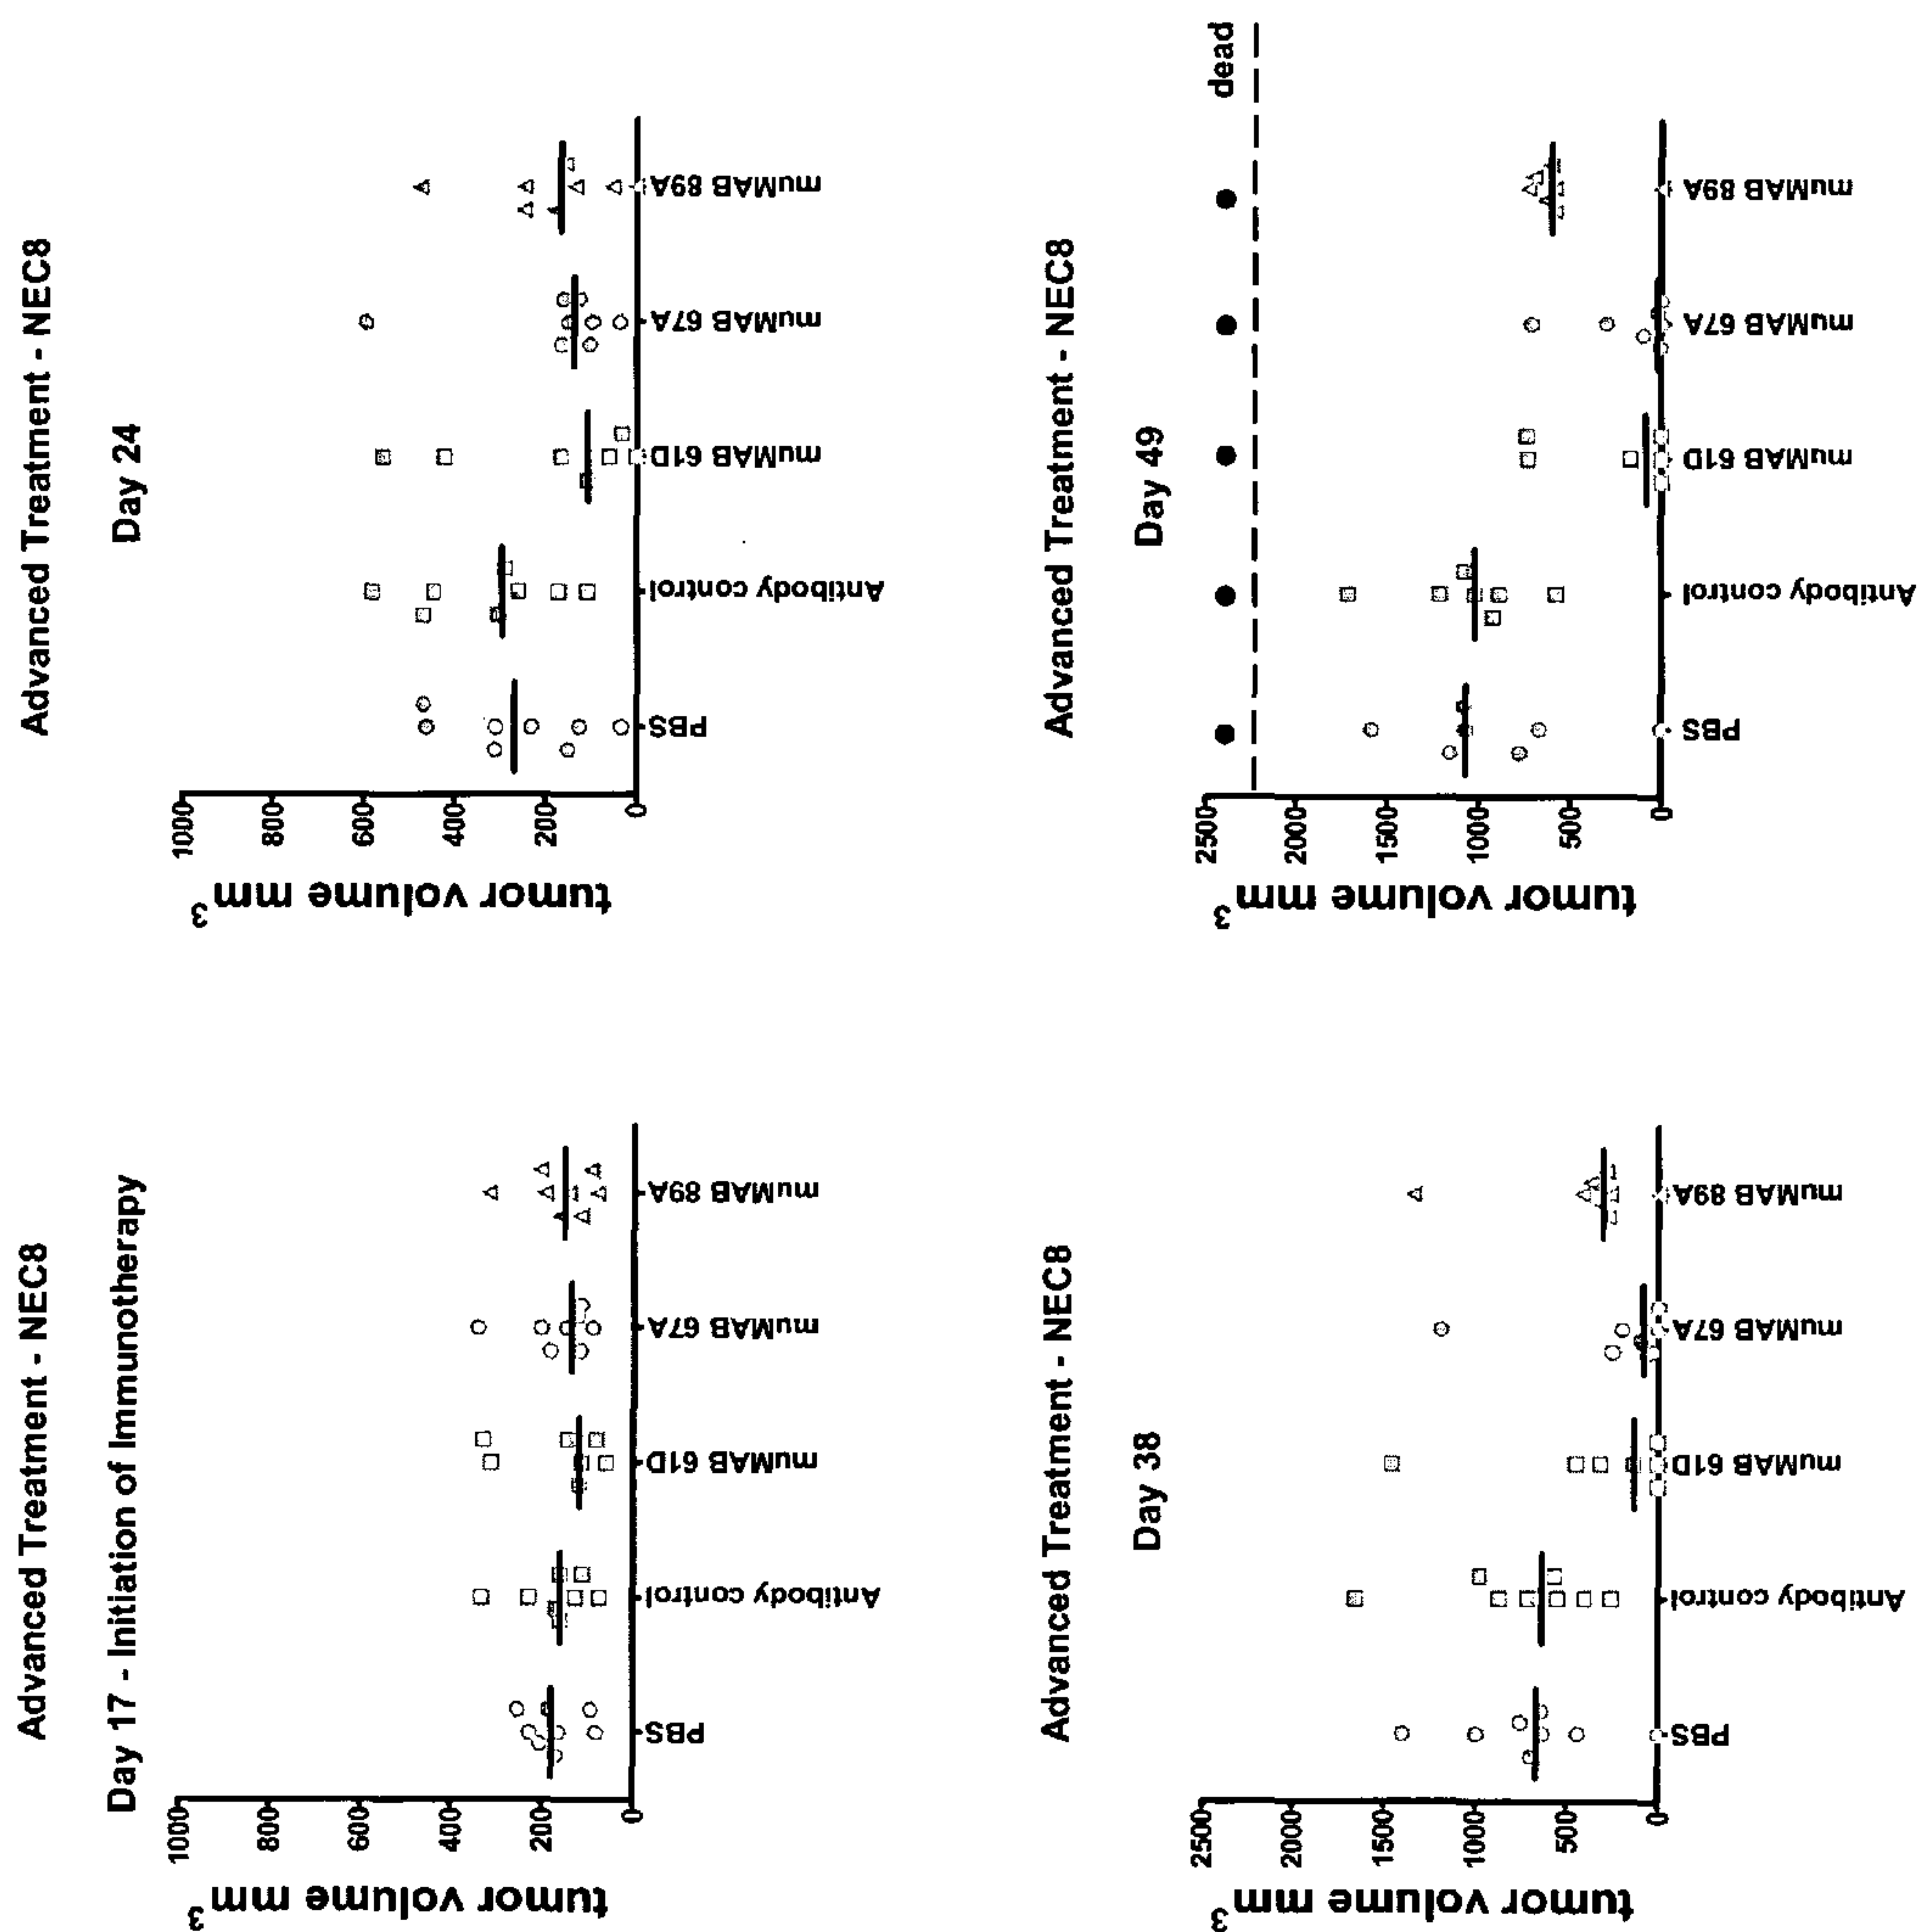 Advanced Treatment - NEC8
Day 17 - Initiation of Immunotherapy
tumor volume mm³
1000
800
600
400
200
0
PBS
Antibody control
muMAB 61D
muMAB 67A
muMAB 89A
Advanced Treatment - NEC8
Day 24
tumor volume mm³
1000
800
600
400
200
0
PBS
Antibody control
muMAB 61D
muMAB 67A
muMAB 89A
Advanced Treatment - NEC8
Day 38
tumor volume mm³
2500
2000
1500
1000
500
0
PBS
Antibody control
muMAB 61D
muMAB 67A
muMAB 89A
Advanced Treatment - NEC8
Day 49
dead
tumor volume mm³
2500
2000
1500
1000
500
0
PBS
Antibody control
muMAB 61D
muMAB 67A
muMAB 89A